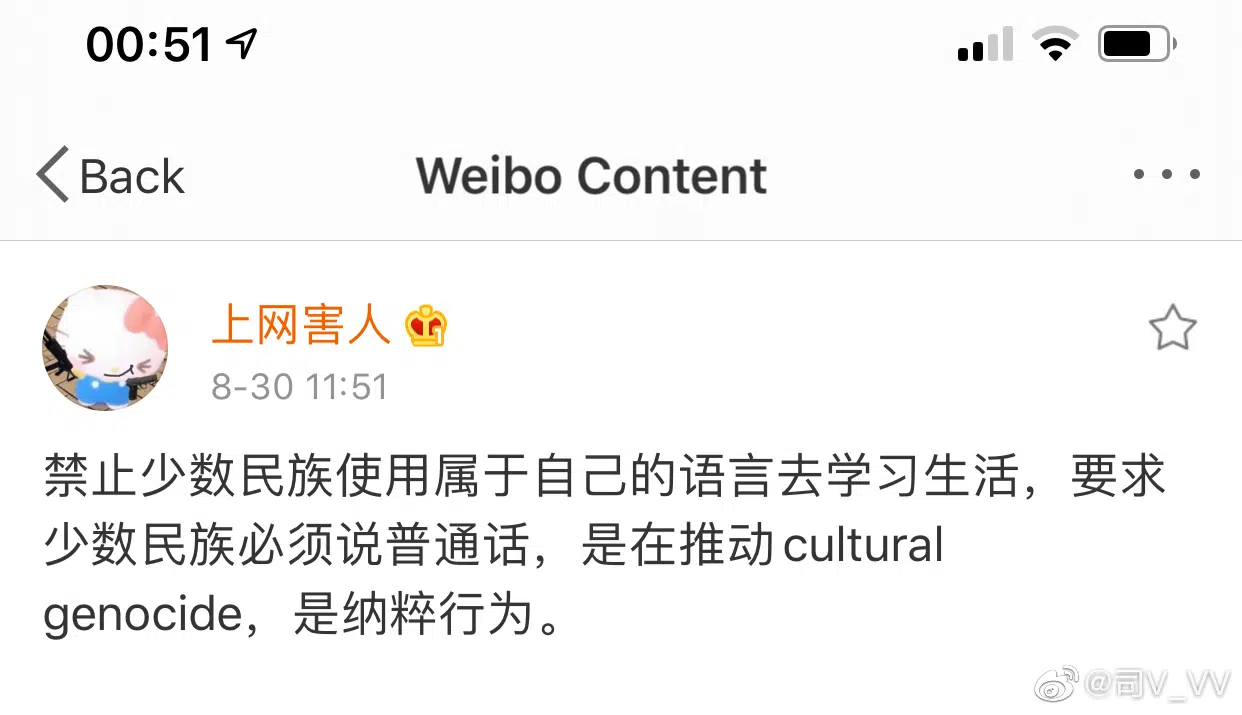 00:51
Back
Weibo Content
上网害人
8-30 11:51
禁止少数民族使用属于自己的语言去学习生活，要求
少数民族必须说普通话，是在推动cultural
genocide，是纳粹行为。
@司V_VV